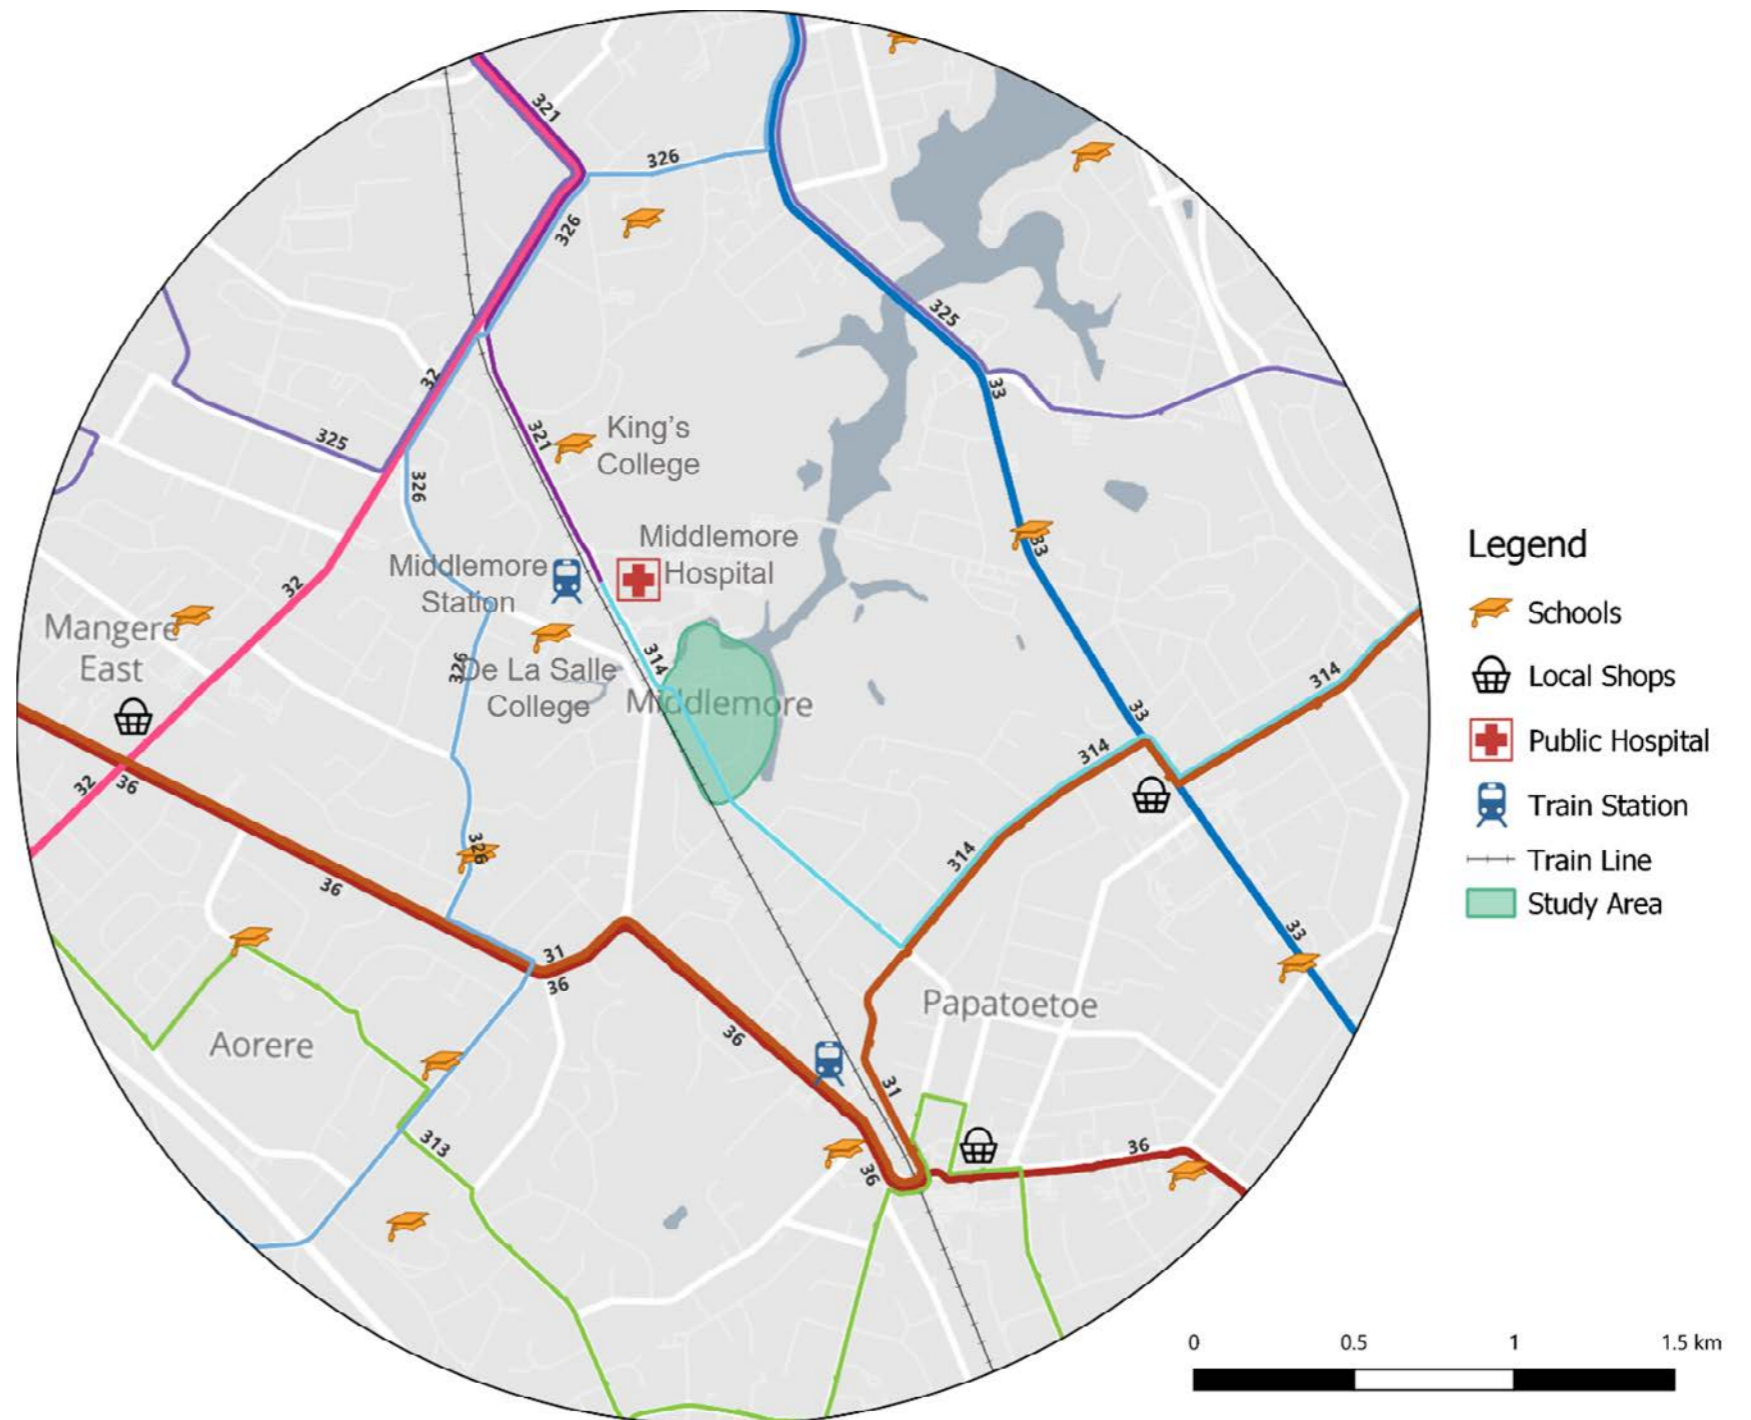 321
326
326
325
32
33
321
King's
College
325
326
Middlemore
Hospital
33
Middlemore
Station
32
Mangere
East
326
De La Salle
College
314
Middlemore
314
33
314
32
36
326
314
36
33
31
36
Papatoetoe
Aorere
36
31
313
36
36
Legend
Schools
Local Shops
Public Hospital
Train Station
Train Line
Study Area
0 0.5 1 1.5 km